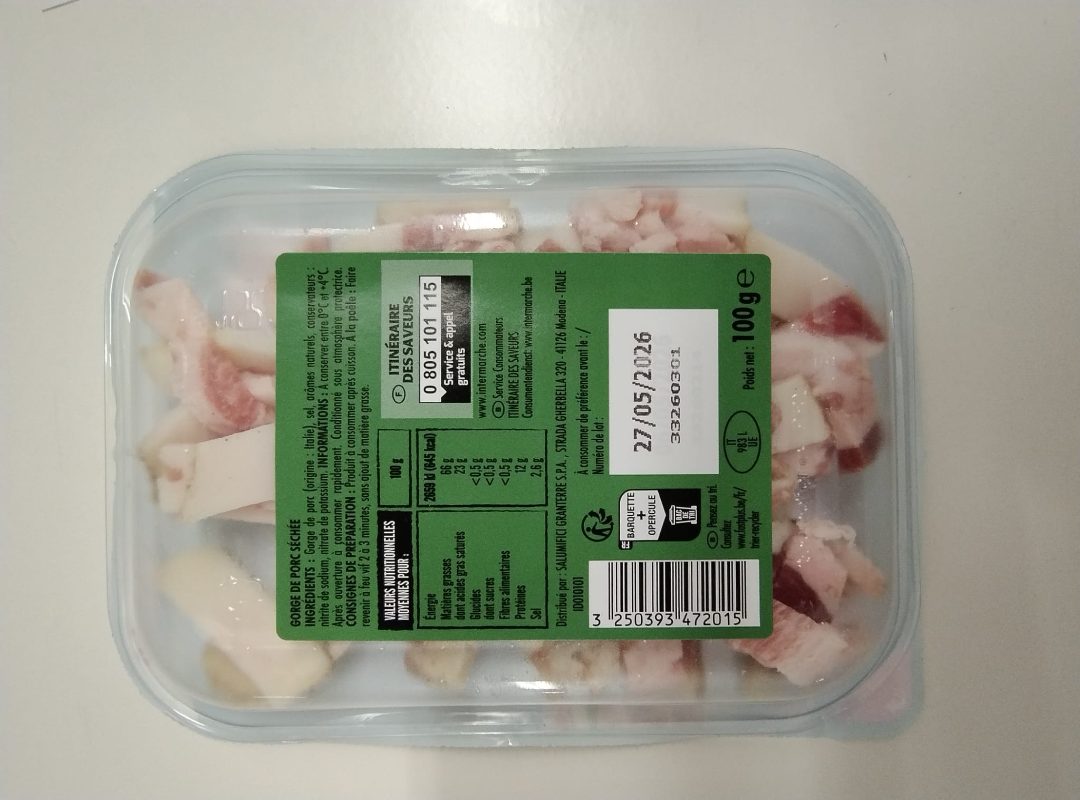 GORGE DE PORC SÉCHÉE
INGRÉDIENTS : Gorge de porc (origine : Italie), sel, arômes naturels, conservateurs :
nitrite de sodium, nitrate de potassium. INFORMATIONS : À conserver entre 0°C et +4°C.
Après ouverture à consommer rapidement. Conditionné sous atmosphère protectrice.
CONSIGNES DE PRÉPARATION : Produit à consommer après cuisson. À la poêle : Faire
revenir à feu vif 2 à 3 minutes, sans ajout de matière grasse.
VALEURS NUTRITIONNELLES
MOYENNES POUR :
100 g
Énergie 2659 kJ (645 kcal)
Matières grasses 66 g
dont acides gras saturés 23 g
Glucides <0,5 g
dont sucres <0,5 g
Fibres alimentaires <0,5 g
Protéines 12 g
Sel 2,6 g
F ITINÉRAIRE
DES SAVEURS
0 805 101 115
Service & appel
gratuits
www.intermarche.com
B Service Consommateurs
ITINÉRAIRE DES SAVEURS
Consumentendienst: www.intermarche.be
Distribué par : SALUMIFICI GRANTERRE S.P.A., STRADA GHERBELLA 320 - 41126 Modena - ITALIE
ID01001
À consommer de préférence avant le : /
Numéro de lot :
27/05/2026
33260301
FR
BARQUETTE
+
OPERCULE
BAC
DE
TRI
B Pensez au tri.
Consultez
www.fostplus.be/fr/
trier-recycler
IT
983 L
UE
Poids net : 100 g e
3 250393 472015